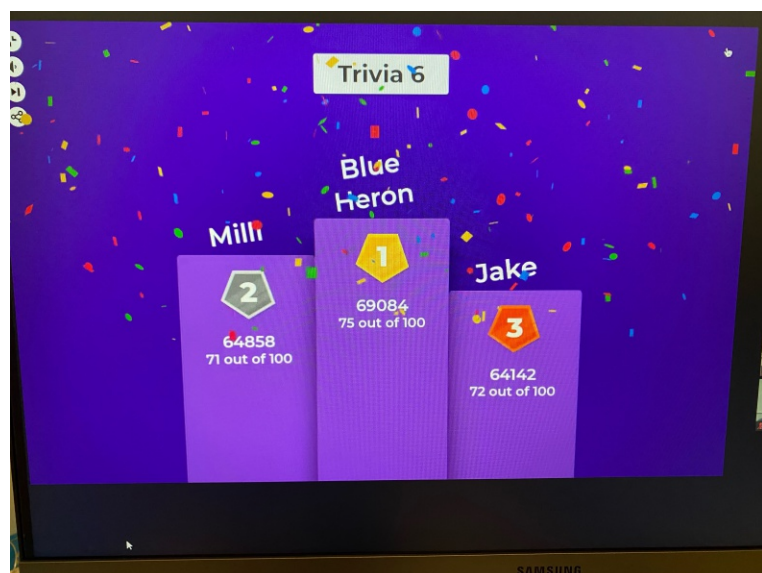 Trivia 6
Blue
Heron
Milli
Jake
1
69084
75 out of 100
2
64858
71 out of 100
3
64142
72 out of 100
SAMSUNG